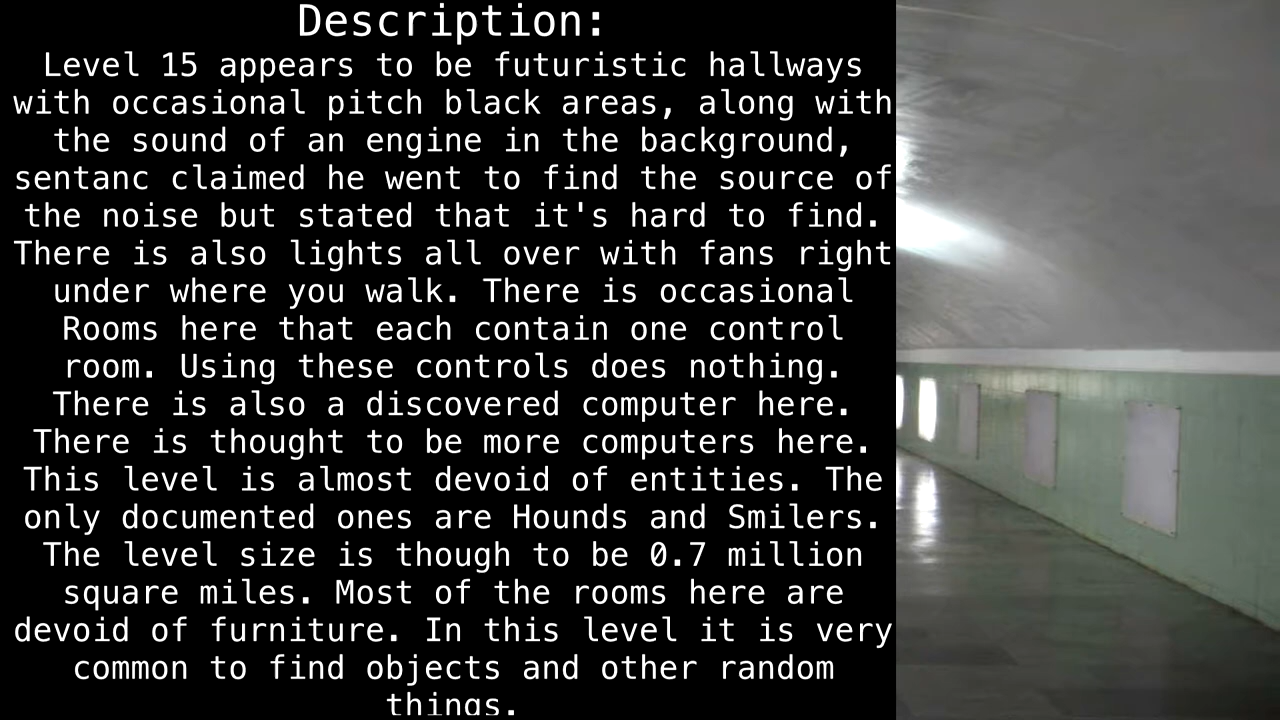 Description:
Level 15 appears to be futuristic hallways
with occasional pitch black areas, along with
the sound of an engine in the background,
sentanc claimed he went to find the source of
the noise but stated that it's hard to find.
There is also lights all over with fans right
under where you walk. There is occasional
Rooms here that each contain one control
room. Using these controls does nothing.
There is also a discovered computer here.
There is thought to be more computers here.
This level is almost devoid of entities. The
only documented ones are Hounds and Smilers.
The level size is though to be 0.7 million
square miles. Most of the rooms here are
devoid of furniture. In this level it is very
common to find objects and other random
things.